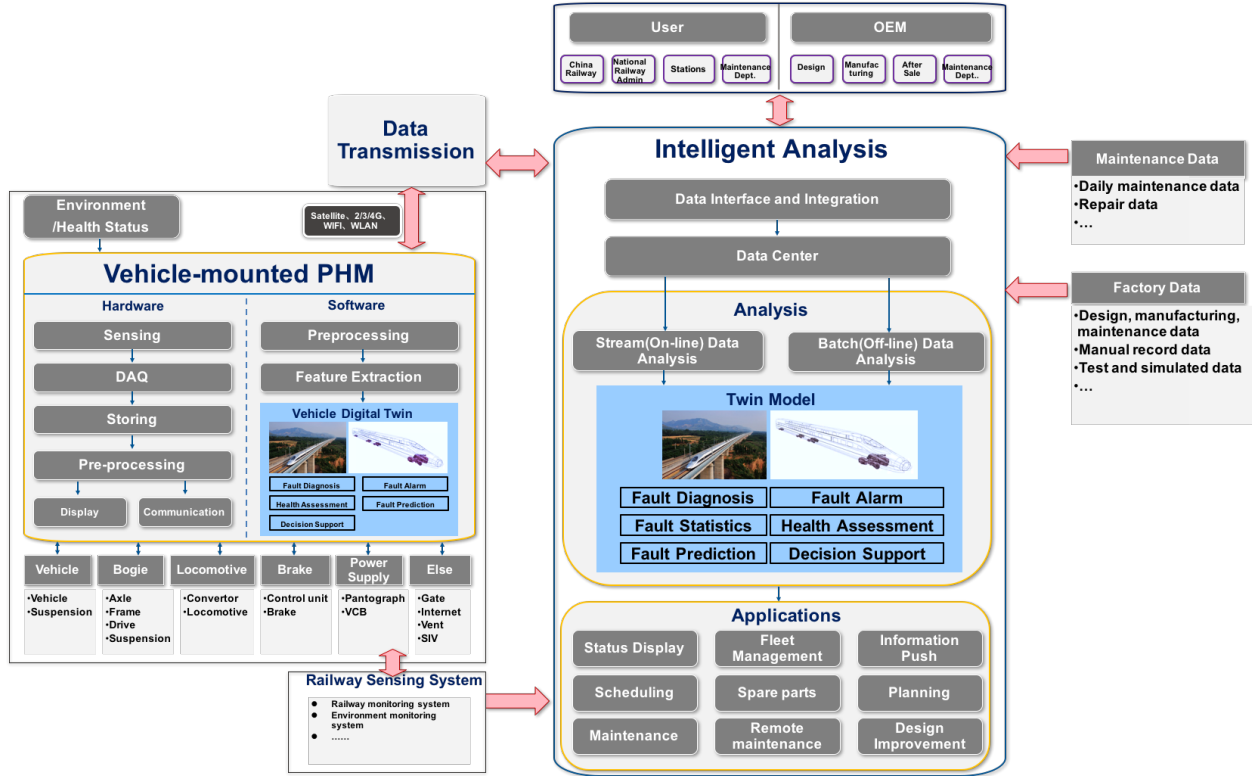 User
OEM
China
Railway
National
Railway
Admin
Stations
Maintenance
Dept.
Design
Manufac
turing
After
Sale
Maintenance
Dept..
Data
Transmission
Satellite、2/3/4G、
WIFI、WLAN
Environment
/Health Status
Vehicle-mounted PHM
Hardware
Sensing
DAQ
Storing
Pre-processing
Display
Communication
Software
Preprocessing
Feature Extraction
Vehicle Digital Twin
Fault Diagnosis
Fault Alarm
Health Assessment
Fault Prediction
Decision Support
Vehicle
•Vehicle
•Suspension
Bogie
•Axle
•Frame
•Drive
•Suspension
Locomotive
•Convertor
•Locomotive
Brake
•Control unit
•Brake
Power
Supply
•Pantograph
•VCB
Else
•Gate
•Internet
•Vent
•SIV
Railway Sensing System
● Railway monitoring system
● Environment monitoring
system
● ......
Intelligent Analysis
Data Interface and Integration
Data Center
Analysis
Stream(On-line) Data
Analysis
Batch(Off-line) Data
Analysis
Twin Model
Fault Diagnosis
Fault Alarm
Fault Statistics
Health Assessment
Fault Prediction
Decision Support
Applications
Status Display
Fleet
Management
Information
Push
Scheduling
Spare parts
Planning
Maintenance
Remote
maintenance
Design
Improvement
Maintenance Data
•Daily maintenance data
•Repair data
•...
Factory Data
•Design, manufacturing,
maintenance data
•Manual record data
•Test and simulated data
•...